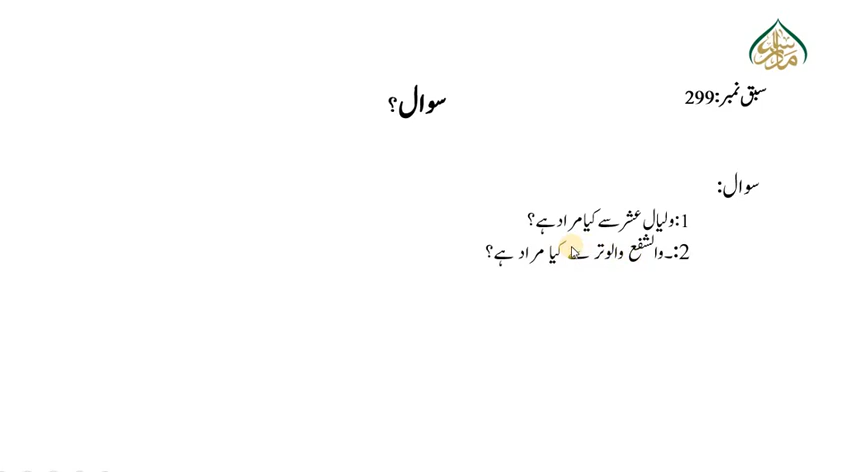 سبق نمبر:299
سوال؟
سوال:
1:ولیال عشر سے کیا مراد ہے؟
2:۔والشفع والوتر سے کیا مراد ہے؟